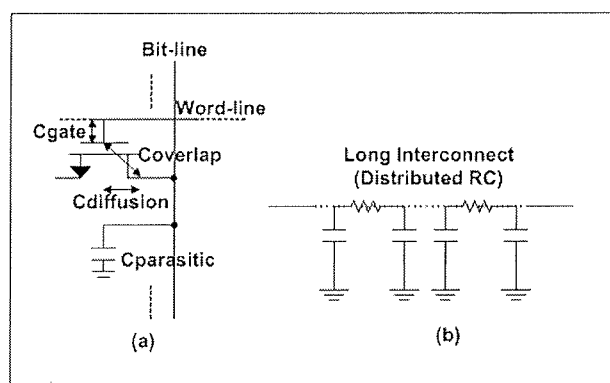 Bit-line
Word-line
Cgate
Coverlap
Cdiffusion
Cparasitic
(a)
Long Interconnect
(Distributed RC)
(b)